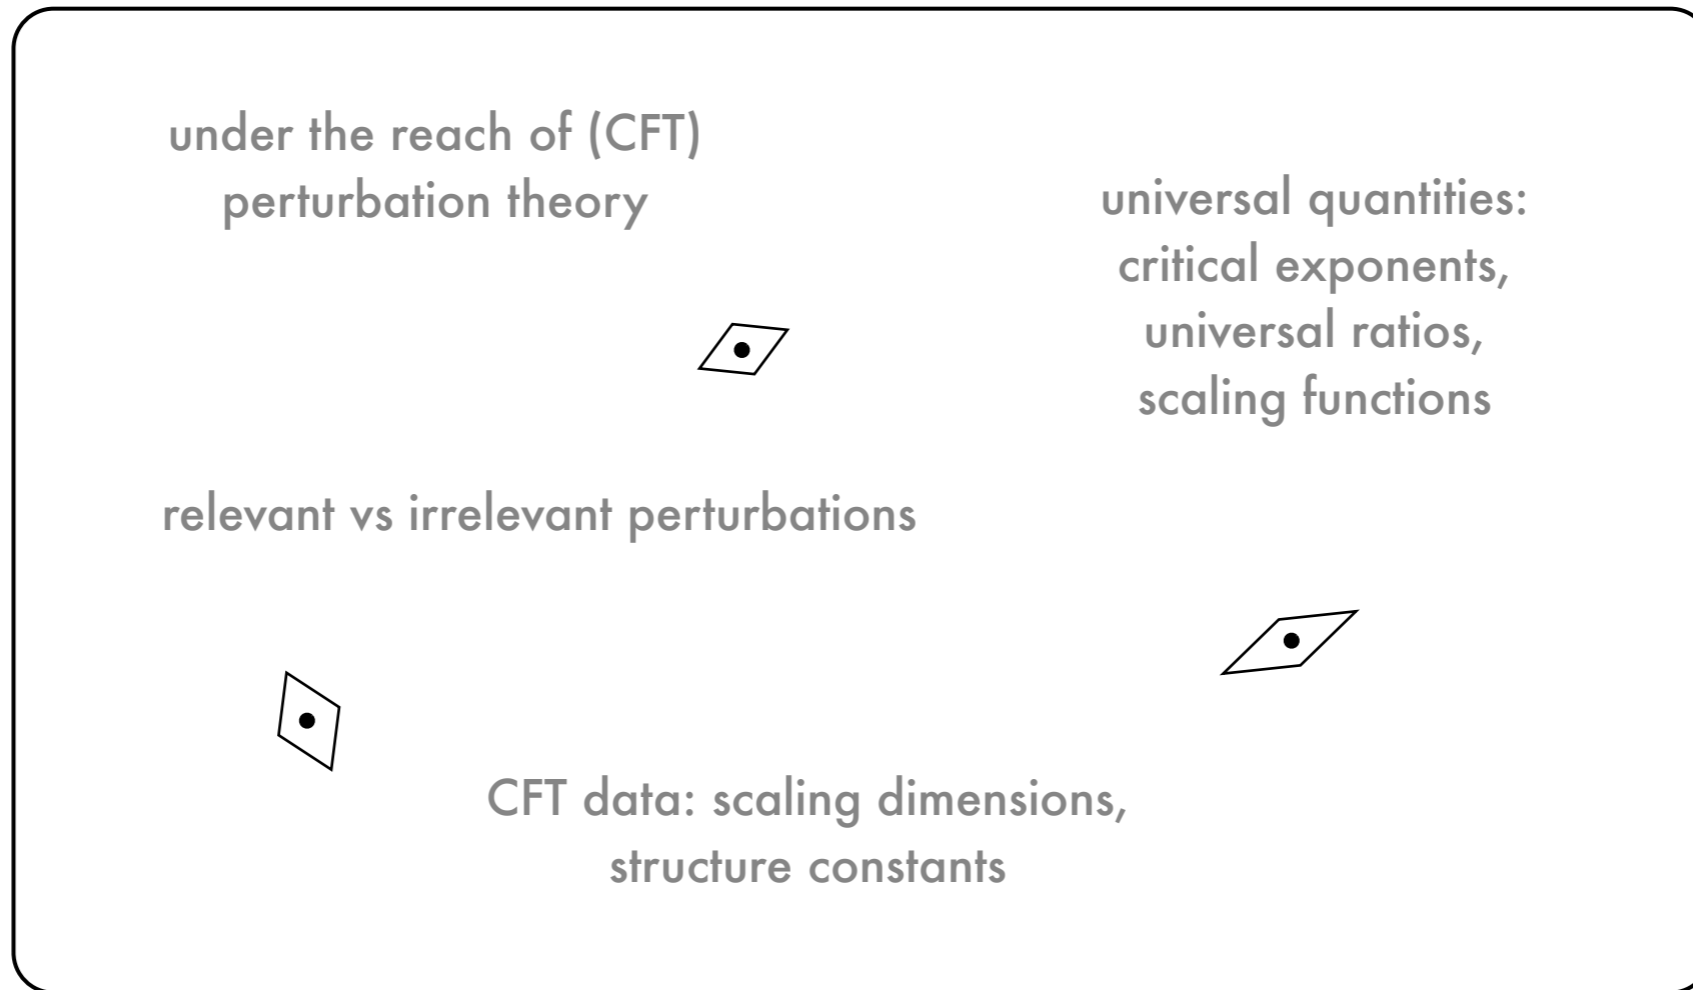 under the reach of (CFT)
perturbation theory
universal quantities:
critical exponents,
universal ratios,
scaling functions
relevant vs irrelevant perturbations
CFT data: scaling dimensions,
structure constants